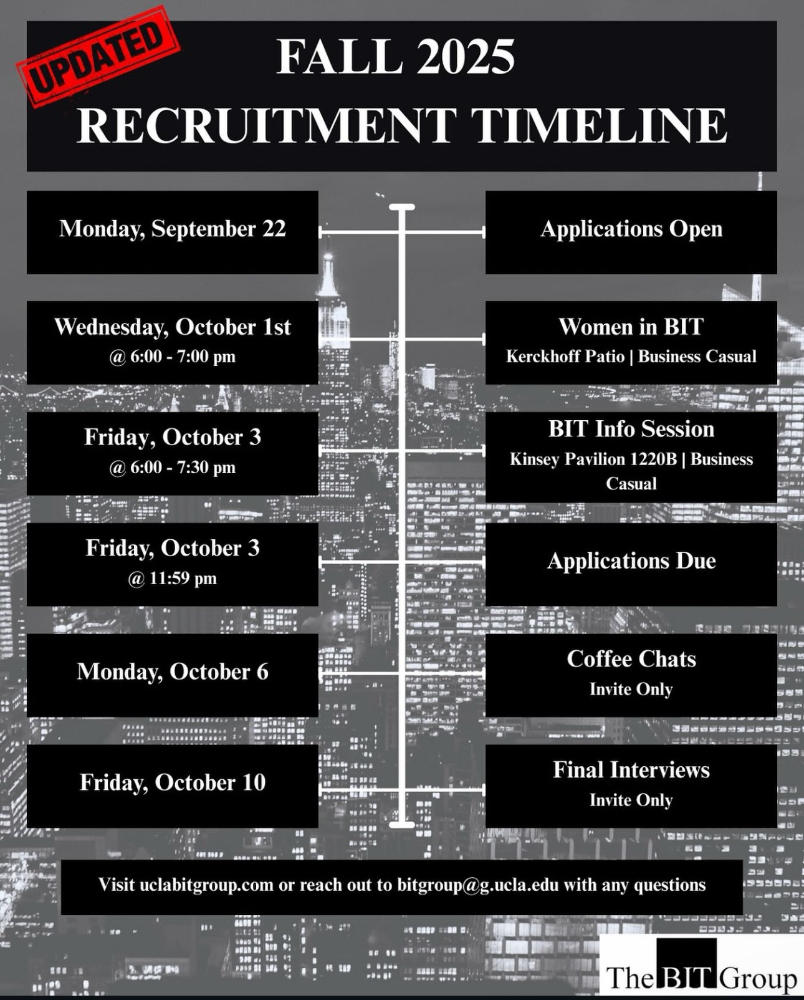 UPDATED
FALL 2025
RECRUITMENT TIMELINE
Monday, September 22
Applications Open
Wednesday, October 1st
@ 6:00 - 7:00 pm
Women in BIT
Kerckhoff Patio | Business Casual
Friday, October 3
@ 6:00 - 7:30 pm
BIT Info Session
Kinsey Pavilion 1220B | Business
Casual
Friday, October 3
@ 11:59 pm
Applications Due
Monday, October 6
Coffee Chats
Invite Only
Friday, October 10
Final Interviews
Invite Only
Visit uclabitgroup.com or reach out to bitgroup@g.ucla.edu with any questions
The BIT Group